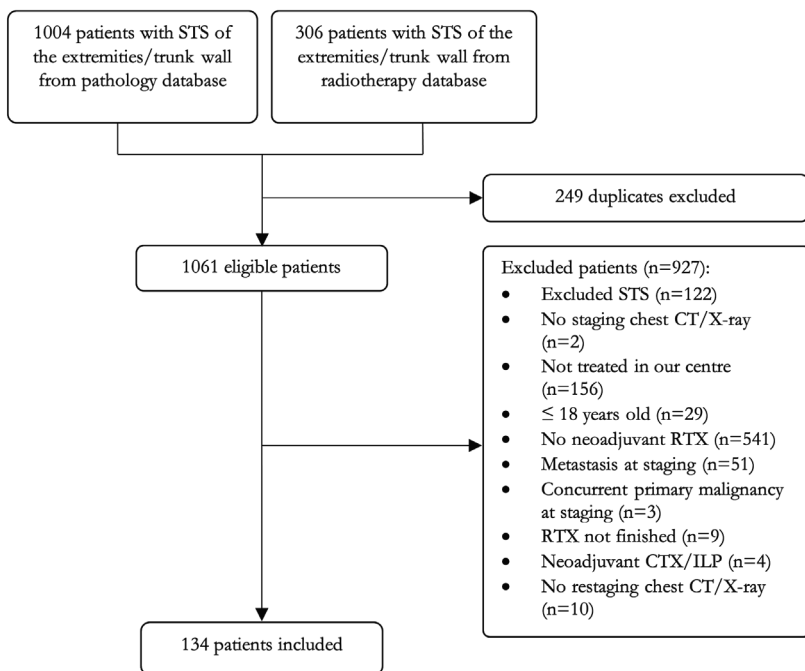 1004 patients with STS of
the extremities/trunk wall
from pathology database
306 patients with STS of the
extremities/trunk wall from
radiotherapy database
249 duplicates excluded
1061 eligible patients
Excluded patients (n=927):
• Excluded STS (n=122)
• No staging chest CT/X-ray
(n=2)
• Not treated in our centre
(n=156)
• ≤ 18 years old (n=29)
• No neoadjuvant RTX (n=541)
• Metastasis at staging (n=51)
• Concurrent primary malignancy
at staging (n=3)
• RTX not finished (n=9)
• Neoadjuvant CTX/ILP (n=4)
• No restaging chest CT/X-ray
(n=10)
134 patients included